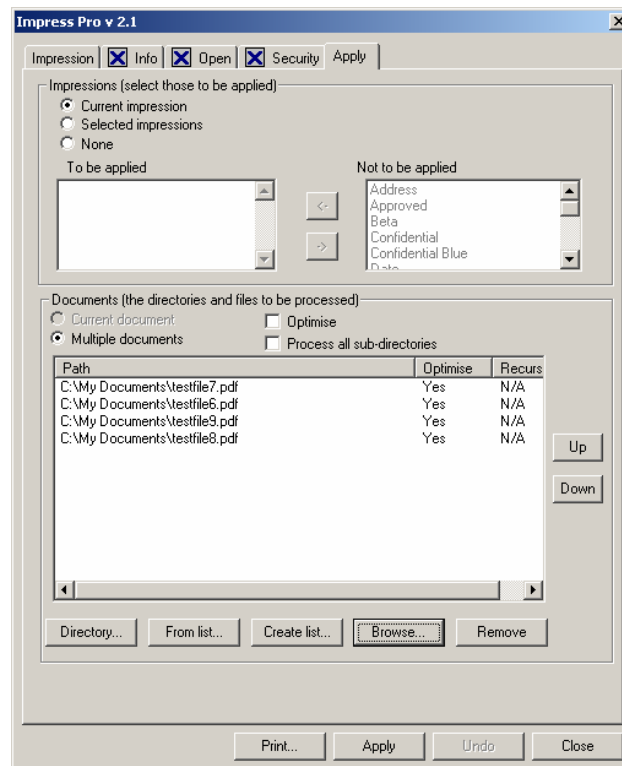 Impress Pro v 2.1
Impression Info Open Security Apply
Impressions (select those to be applied)
Current impression
Selected impressions
None
To be applied Not to be applied
Address
<- Approved
Beta
Confidential
-> Confidential Blue
Date
Documents (the directories and files to be processed)
Current document Optimise
Multiple documents Process all sub-directories
Path Optimise Recurs
C:\My Documents\testfile7.pdf Yes N/A
C:\My Documents\testfile6.pdf Yes N/A
C:\My Documents\testfile9.pdf Yes N/A
C:\My Documents\testfile8.pdf Yes N/A
Up
Down
Directory... From list... Create list... Browse... Remove
Print... Apply Undo Close